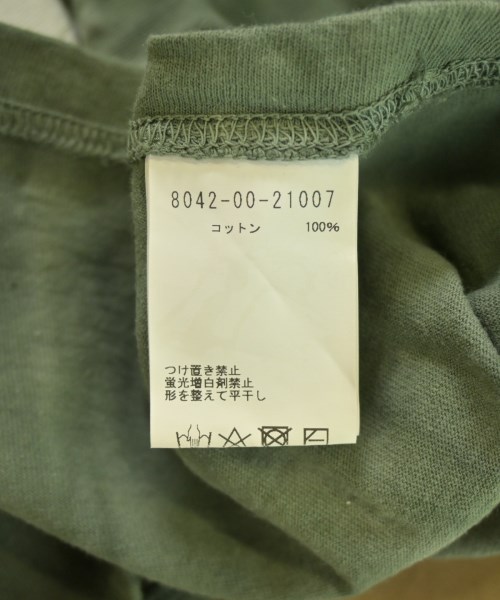 8042-00-21007
コットン 100%
つけ置き禁止
蛍光増白剤禁止
形を整えて平干し